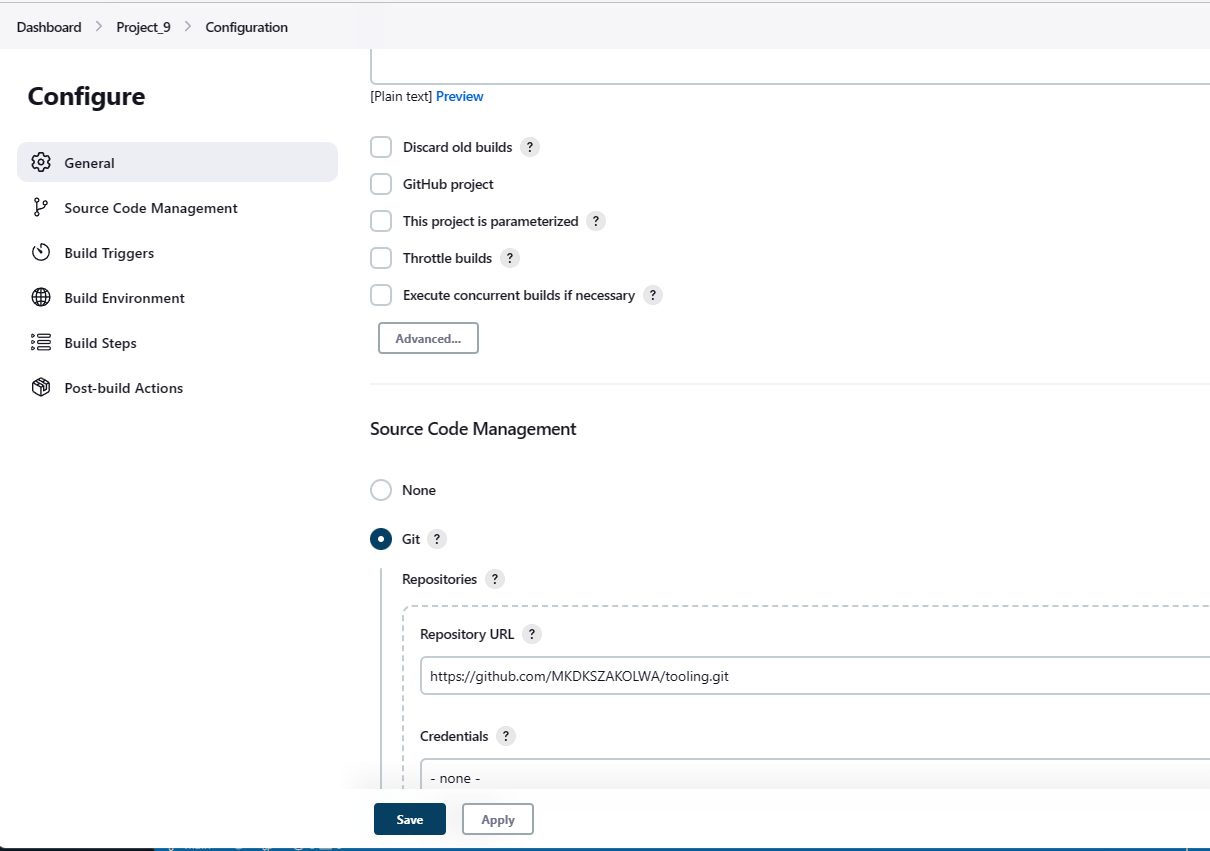 Dashboard > Project_9 > Configuration
Configure
General
Source Code Management
Build Triggers
Build Environment
Build Steps
Post-build Actions
[Plain text] Preview
Discard old builds ?
GitHub project
This project is parameterized ?
Throttle builds ?
Execute concurrent builds if necessary ?
Advanced...
Source Code Management
None
Git ?
Repositories ?
Repository URL ?
https://github.com/MKDKSZAKOLWA/tooling.git
Credentials ?
- none -
Save
Apply